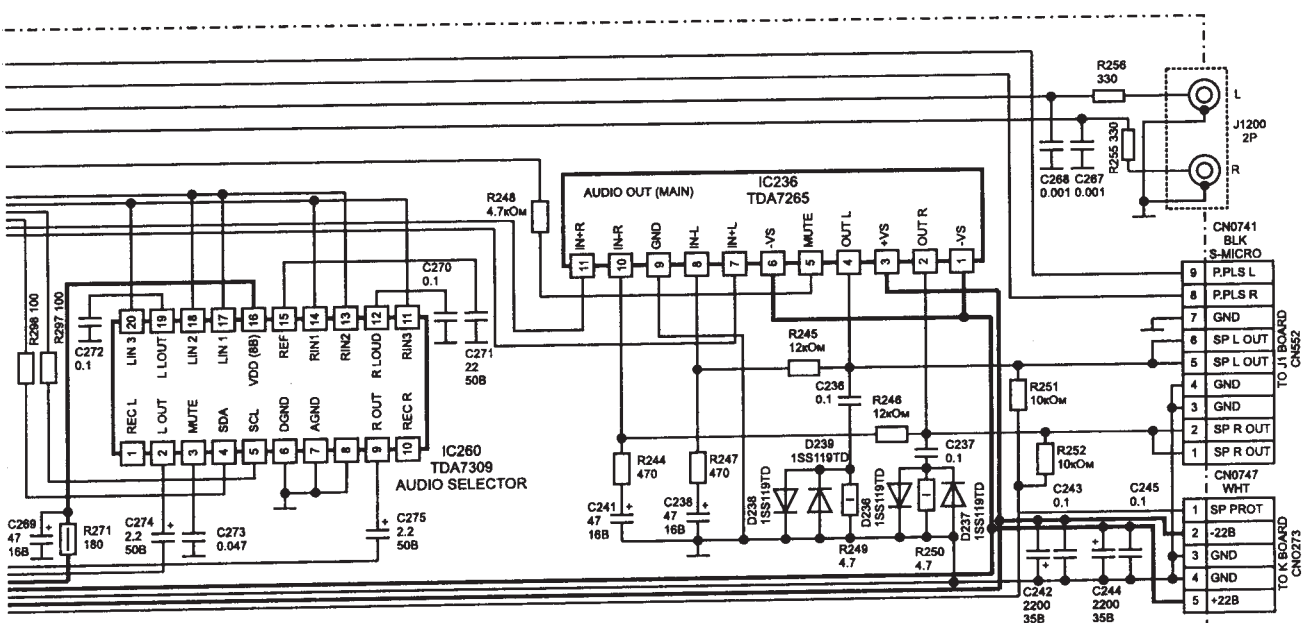 R256
330
L
J1200
2P
R255 330
R
C268
0.001
C267
0.001
R248
4.7кОм
AUDIO OUT (MAIN)
IC236
TDA7265
IN+R
IN-R
GND
IN-L
IN+L
-VS
MUTE
OUT L
+VS
OUT R
-VS
11
10
9
8
7
6
5
4
3
2
1
CN0741
BLK
S-MICRO
9 P.PLS L
8 P.PLS R
7 GND
6 SP L OUT
5 SP L OUT
4 GND
3 GND
2 SP R OUT
1 SP R OUT
TO J1 BOARD
CN552
R298 100
R297 100
C272
0.1
C270
0.1
C271
22
50В
20
19
18
17
16
15
14
13
12
11
LIN 3
L LOUT
LIN 2
LIN 1
VDD (8В)
REF
RIN1
RIN2
R LOUD
RIN3
REC L
L OUT
MUTE
SDA
SCL
DGND
AGND
R OUT
REC R
1
2
3
4
5
6
7
8
9
10
IC260
TDA7309
AUDIO SELECTOR
R245
12кОм
C236
0.1
R246
12кОм
R251
10кОм
R252
10кОм
R244
470
R247
470
D239
1SS119TD
C237
0.1
C241
47
16В
C238
47
16В
D238
1SS119TD
D236
1SS119TD
D237
1SS119TD
R249
4.7
R250
4.7
C243
0.1
C245
0.1
C242
2200
35В
C244
2200
35В
C269
47
16В
R271
180
C274
2.2
50В
C273
0.047
C275
2.2
50В
CN0747
WHT
1 SP PROT
2 -22В
3 GND
4 GND
5 +22В
TO K BOARD
CNO273